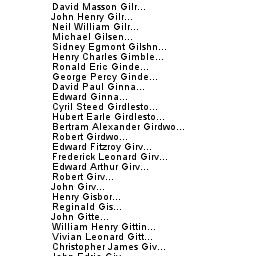 David Masson Gilr...
John Henry Gilr...
Neil William Gilr...
Michael Gilsen...
Sidney Egmont Gilshn...
Henry Charles Gimble...
Ronald Eric Ginde...
George Percy Ginde...
David Paul Ginna...
Edward Ginna...
Cyril Steed Girdlesto...
Hubert Earle Girdlesto...
Bertram Alexander Girdwo...
Robert Girdwo...
Edward Fitzroy Girv...
Frederick Leonard Girv...
Edward Arthur Girv...
Robert Girv...
John Girv...
Henry Gisbor...
Reginald Gis...
John Gitte...
William Henry Gittin...
Vivian Leonard Gitt...
Christopher James Giv...
John Edric Giv...